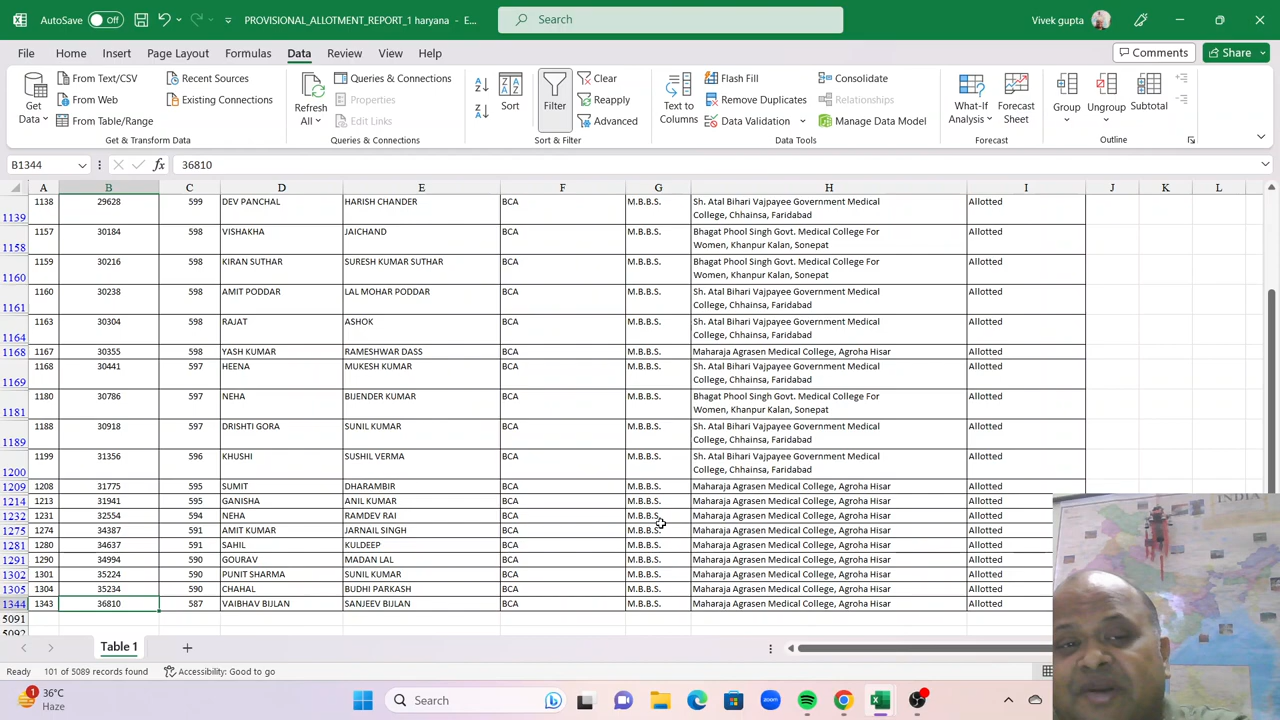 AutoSave Off PROVISIONAL_ALLOTMENT_REPORT_1 haryana - E... Search Vivek gupta
File Home Insert Page Layout Formulas Data Review View Help Comments Share
Get Data From Text/CSV From Web From Table/Range Recent Sources Existing Connections
Refresh All Queries & Connections Properties Edit Links
Sort Filter Clear Reapply Advanced
Text to Columns Flash Fill Remove Duplicates Data Validation Consolidate Relationships Manage Data Model
What-If Analysis Forecast Sheet Group Ungroup Subtotal
Get & Transform Data Queries & Connections Sort & Filter Data Tools Forecast Outline
B1344 fx 36810
A B C D E F G H I J K L
1139 1138 29628 599 DEV PANCHAL HARISH CHANDER BCA M.B.B.S. Sh. Atal Bihari Vajpayee Government Medical Allotted
College, Chhainsa, Faridabad
1158 1157 30184 598 VISHAKHA JAICHAND BCA M.B.B.S. Bhagat Phool Singh Govt. Medical College For Allotted
Women, Khanpur Kalan, Sonepat
1160 1159 30216 598 KIRAN SUTHAR SURESH KUMAR SUTHAR BCA M.B.B.S. Bhagat Phool Singh Govt. Medical College For Allotted
Women, Khanpur Kalan, Sonepat
1161 1160 30238 598 AMIT PODDAR LAL MOHAR PODDAR BCA M.B.B.S. Sh. Atal Bihari Vajpayee Government Medical Allotted
College, Chhainsa, Faridabad
1164 1163 30304 598 RAJAT ASHOK BCA M.B.B.S. Sh. Atal Bihari Vajpayee Government Medical Allotted
College, Chhainsa, Faridabad
1168 1167 30355 598 YASH KUMAR RAMESHWAR DASS BCA M.B.B.S. Maharaja Agrasen Medical College, Agroha Hisar Allotted
1169 1168 30441 597 HEENA MUKESH KUMAR BCA M.B.B.S. Sh. Atal Bihari Vajpayee Government Medical Allotted
College, Chhainsa, Faridabad
1181 1180 30786 597 NEHA BIJENDER KUMAR BCA M.B.B.S. Bhagat Phool Singh Govt. Medical College For Allotted
Women, Khanpur Kalan, Sonepat
1189 1188 30918 597 DRISHTI GORA SUNIL KUMAR BCA M.B.B.S. Sh. Atal Bihari Vajpayee Government Medical Allotted
College, Chhainsa, Faridabad
1200 1199 31356 596 KHUSHI SUSHIL VERMA BCA M.B.B.S. Sh. Atal Bihari Vajpayee Government Medical Allotted
College, Chhainsa, Faridabad
1209 1208 31775 595 SUMIT DHARAMBIR BCA M.B.B.S. Maharaja Agrasen Medical College, Agroha Hisar Allotted
1214 1213 31941 595 GANISHA ANIL KUMAR BCA M.B.B.S. Maharaja Agrasen Medical College, Agroha Hisar Allotted
1232 1231 32554 594 NEHA RAMDEV RAI BCA M.B.B.S. Maharaja Agrasen Medical College, Agroha Hisar Allotted
1275 1274 34387 591 AMIT KUMAR JARNAIL SINGH BCA M.B.B.S. Maharaja Agrasen Medical College, Agroha Hisar Allotted
1281 1280 34637 591 SAHIL KULDEEP BCA M.B.B.S. Maharaja Agrasen Medical College, Agroha Hisar Allotted
1291 1290 34994 590 GOURAV MADAN LAL BCA M.B.B.S. Maharaja Agrasen Medical College, Agroha Hisar Allotted
1302 1301 35224 590 PUNIT SHARMA SUNIL KUMAR BCA M.B.B.S. Maharaja Agrasen Medical College, Agroha Hisar Allotted
1305 1304 35234 590 CHAHAL BUDHI PARKASH BCA M.B.B.S. Maharaja Agrasen Medical College, Agroha Hisar Allotted
1344 1343 36810 587 VAIBHAV BIJLAN SANJEEV BIJLAN BCA M.B.B.S. Maharaja Agrasen Medical College, Agroha Hisar Allotted
5091
5092
Table 1
Ready 101 of 5089 records found Accessibility: Good to go
1 36°C Search zoom
Haze
INDIA